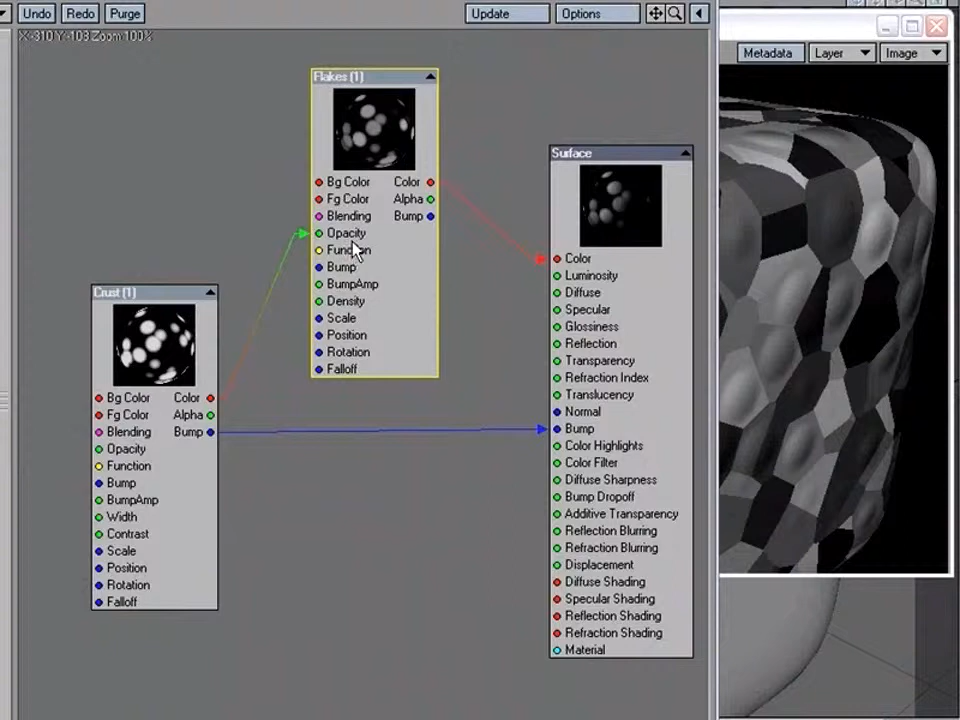 Undo Redo Purge Update Options
X-310 Y-103 Zoom 100%
Metadata Layer Image
Flakes (1)
Bg Color Color
Fg Color Alpha
Blending Bump
Opacity
Function
Bump
BumpAmp
Density
Scale
Position
Rotation
Falloff
Surface
Color
Luminosity
Diffuse
Specular
Glossiness
Reflection
Transparency
Refraction Index
Translucency
Normal
Bump
Color Highlights
Color Filter
Diffuse Sharpness
Bump Dropoff
Additive Transparency
Reflection Blurring
Refraction Blurring
Displacement
Diffuse Shading
Specular Shading
Reflection Shading
Refraction Shading
Material
Crust (1)
Bg Color Color
Fg Color Alpha
Blending Bump
Opacity
Function
Bump
BumpAmp
Width
Contrast
Scale
Position
Rotation
Falloff